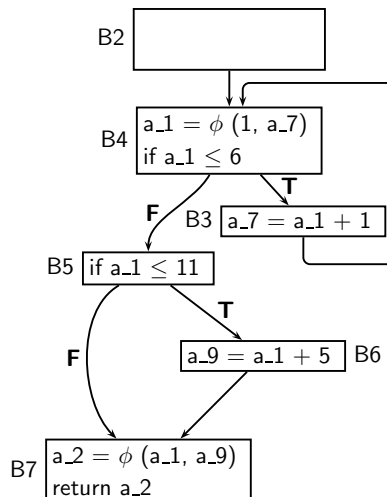 B2
B4
a_1 = ϕ (1, a_7)
if a_1 ≤ 6
F
T
B3
a_7 = a_1 + 1
B5
if a_1 ≤ 11
T
F
a_9 = a_1 + 5
B6
B7
a_2 = ϕ (a_1, a_9)
return a_2